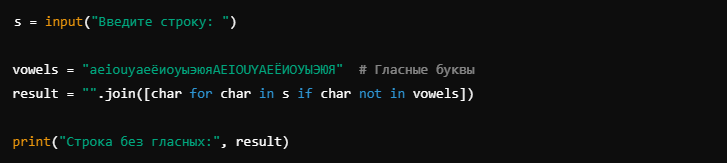 s = input("Введите строку: ")
vowels = "aeiouyаеёиоуыэюяAEIOUYАЕЁИОУЫЭЮЯ"  # Гласные буквы
result = "".join([char for char in s if char not in vowels])
print("Строка без гласных:", result)